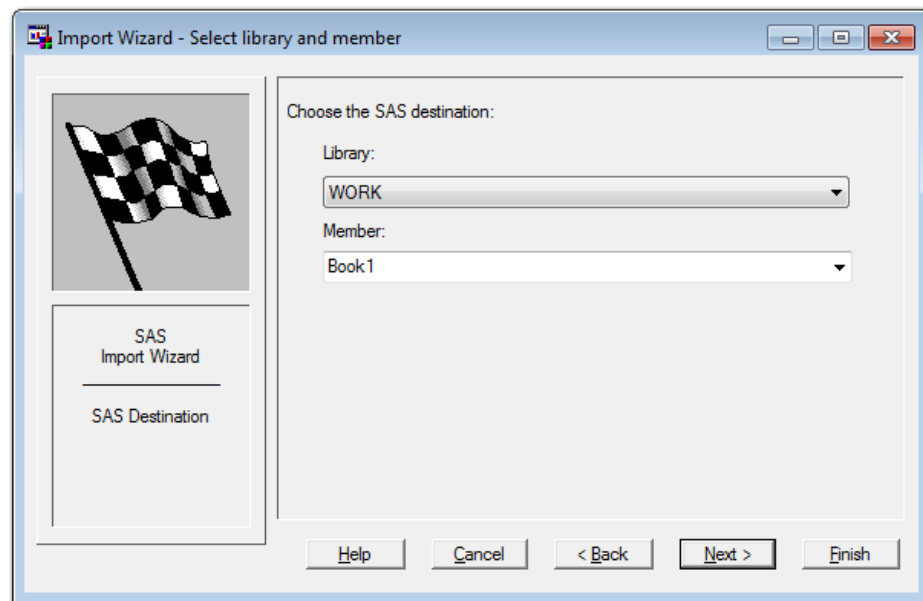 Import Wizard - Select library and member
Choose the SAS destination:
Library:
WORK
Member:
Book1
SAS
Import Wizard
SAS Destination
Help
Cancel
< Back
Next >
Finish